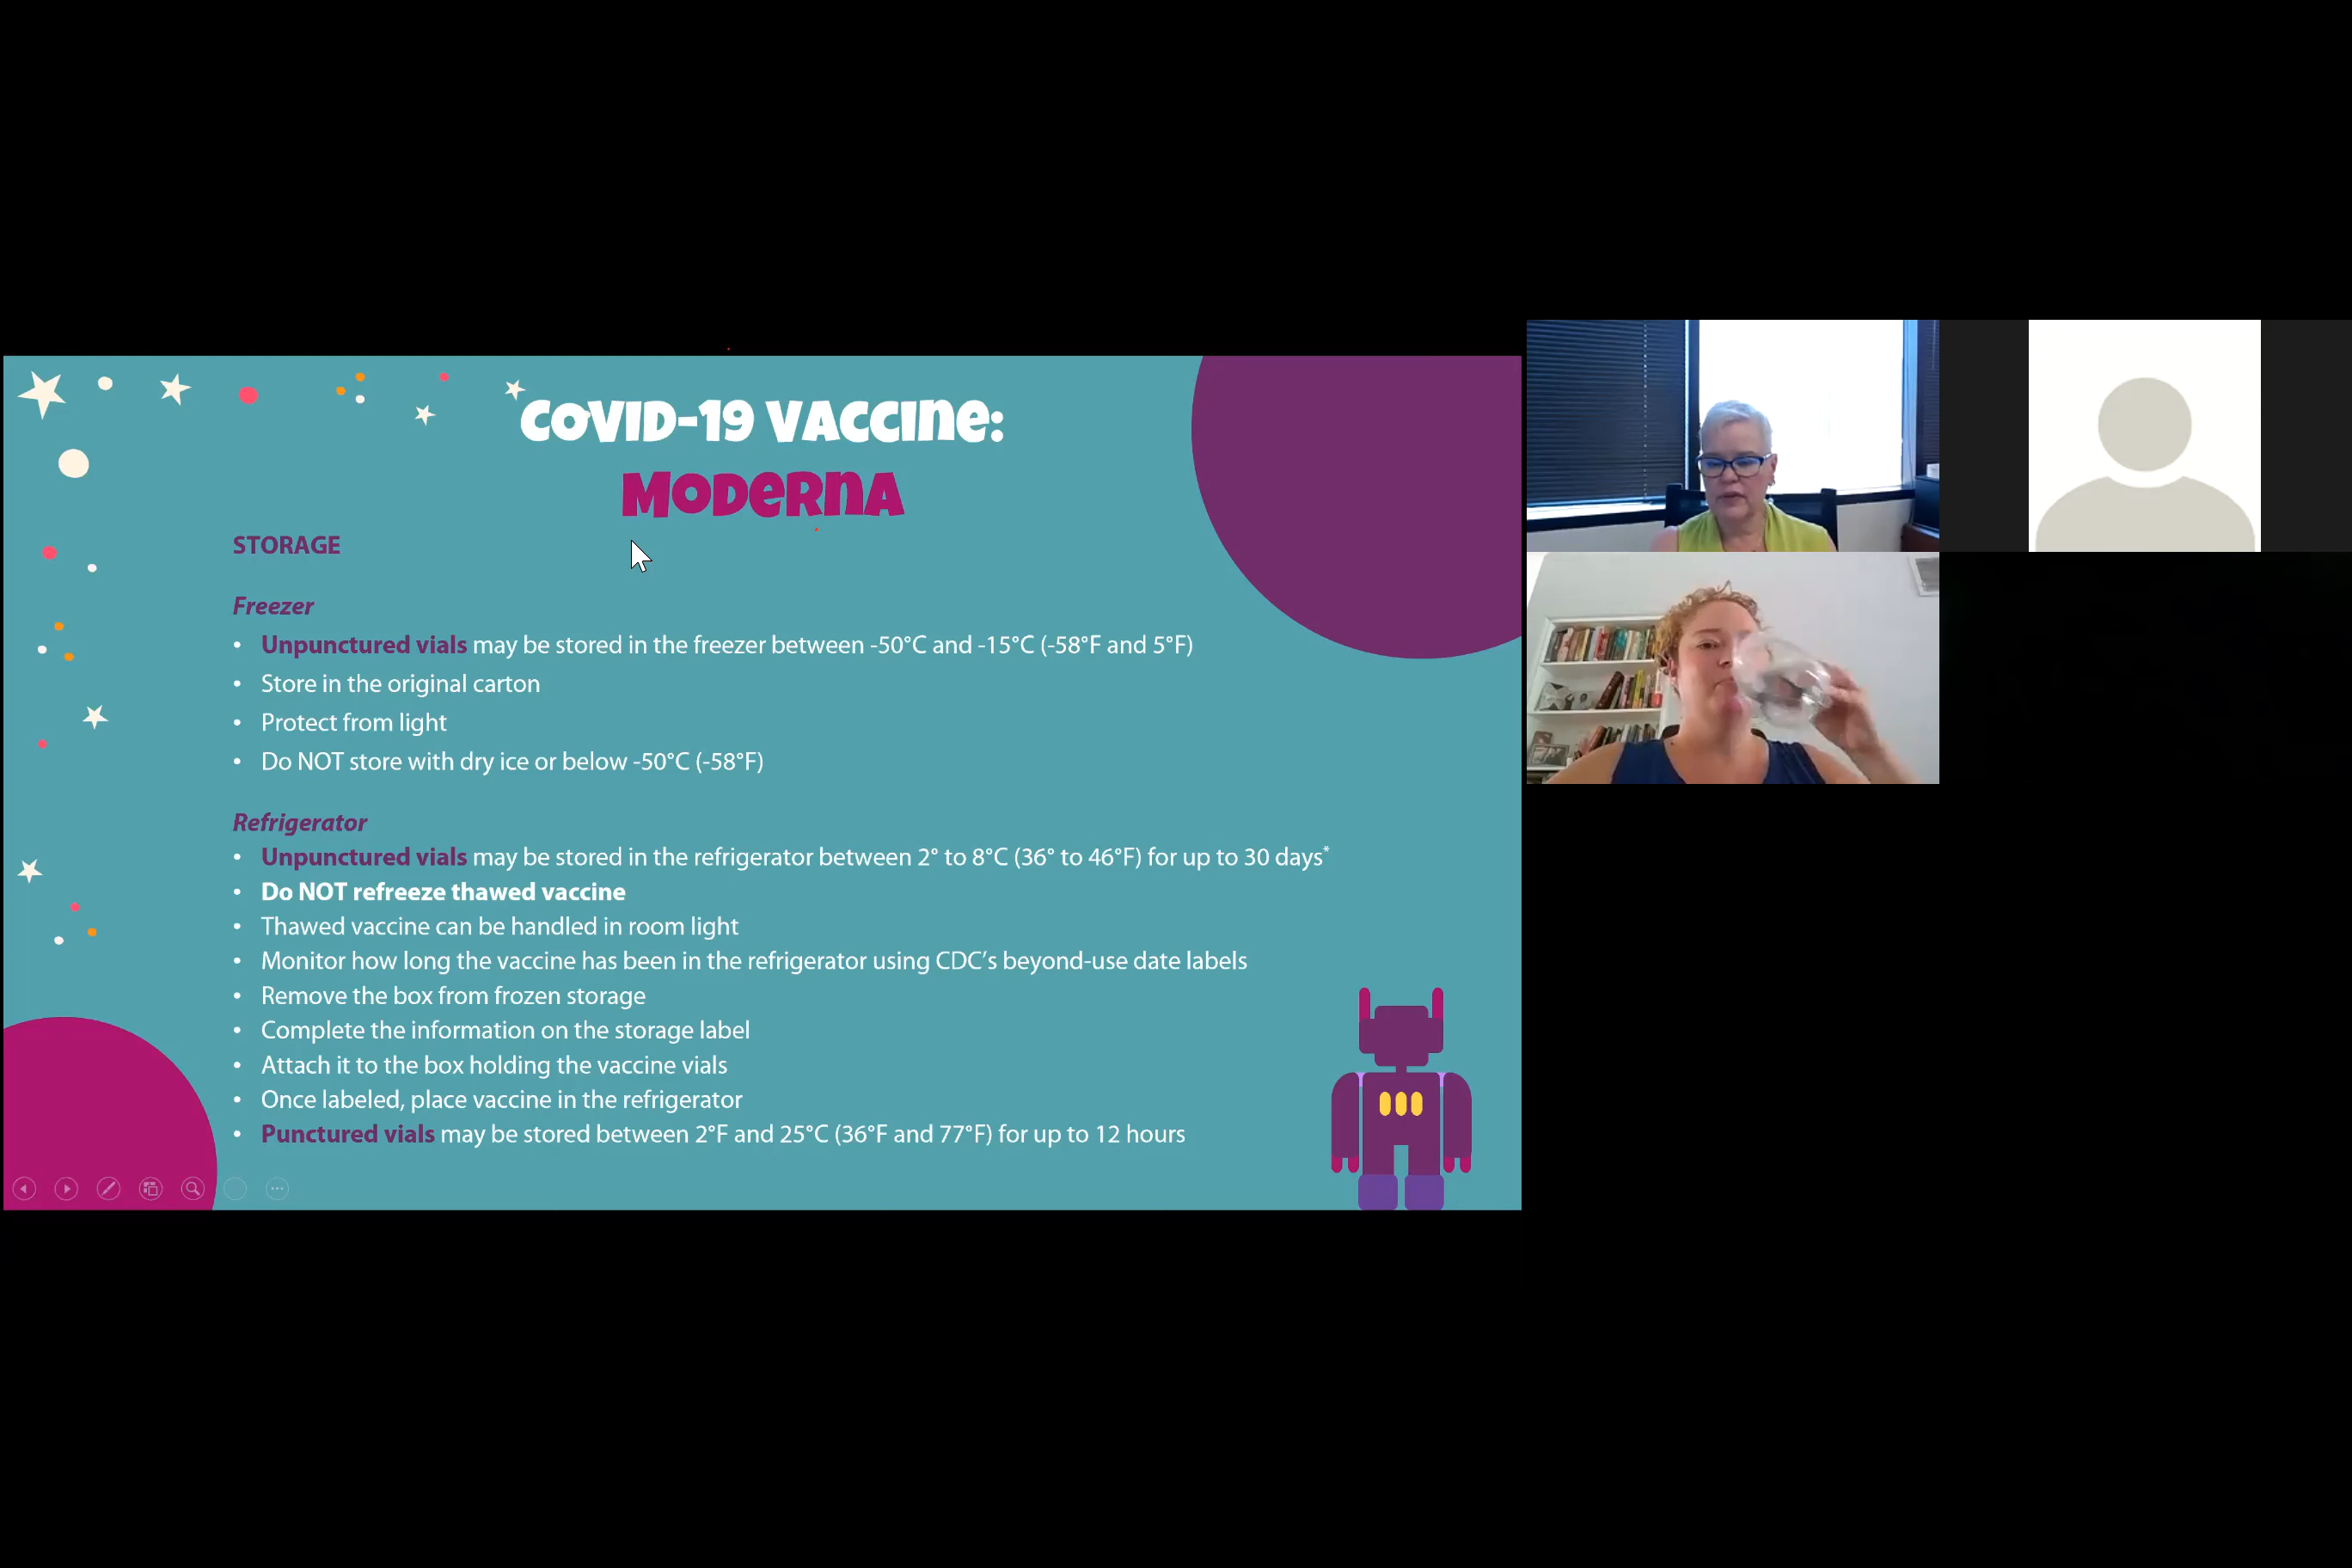 COVID-19 VACCINE:
MODERNA
STORAGE
Freezer
• Unpunctured vials may be stored in the freezer between -50°C and -15°C (-58°F and 5°F)
• Store in the original carton
• Protect from light
• Do NOT store with dry ice or below -50°C (-58°F)
Refrigerator
• Unpunctured vials may be stored in the refrigerator between 2° to 8°C (36° to 46°F) for up to 30 days*
• Do NOT refreeze thawed vaccine
• Thawed vaccine can be handled in room light
• Monitor how long the vaccine has been in the refrigerator using CDC's beyond-use date labels
• Remove the box from frozen storage
• Complete the information on the storage label
• Attach it to the box holding the vaccine vials
• Once labeled, place vaccine in the refrigerator
• Punctured vials may be stored between 2°F and 25°C (36°F and 77°F) for up to 12 hours